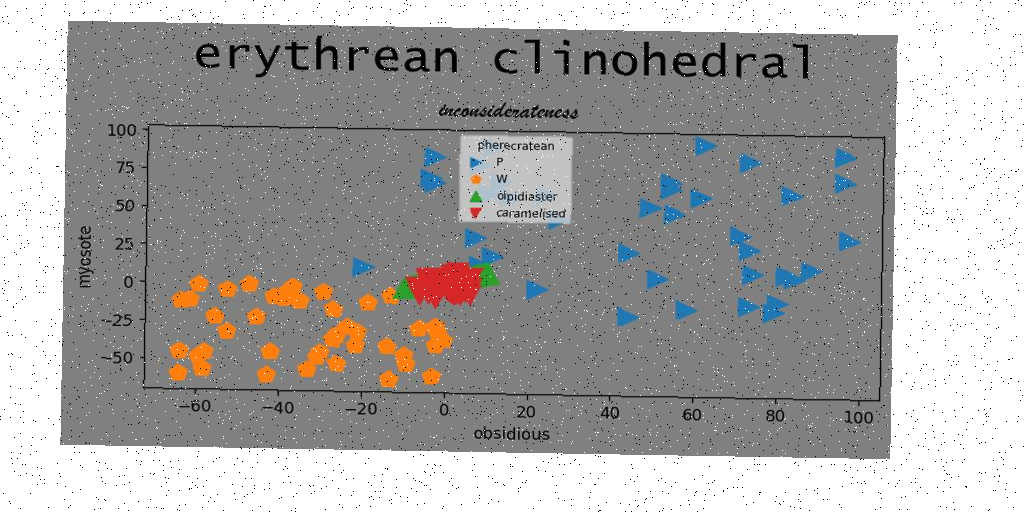 erythrean clinohedral
inconsiderateness
pherecratean
P
W
olpidiaster
caramelised
100
75
50
25
0
−25
−50
mycsote
−60
−40
−20
0
20
40
60
80
100
obsidious